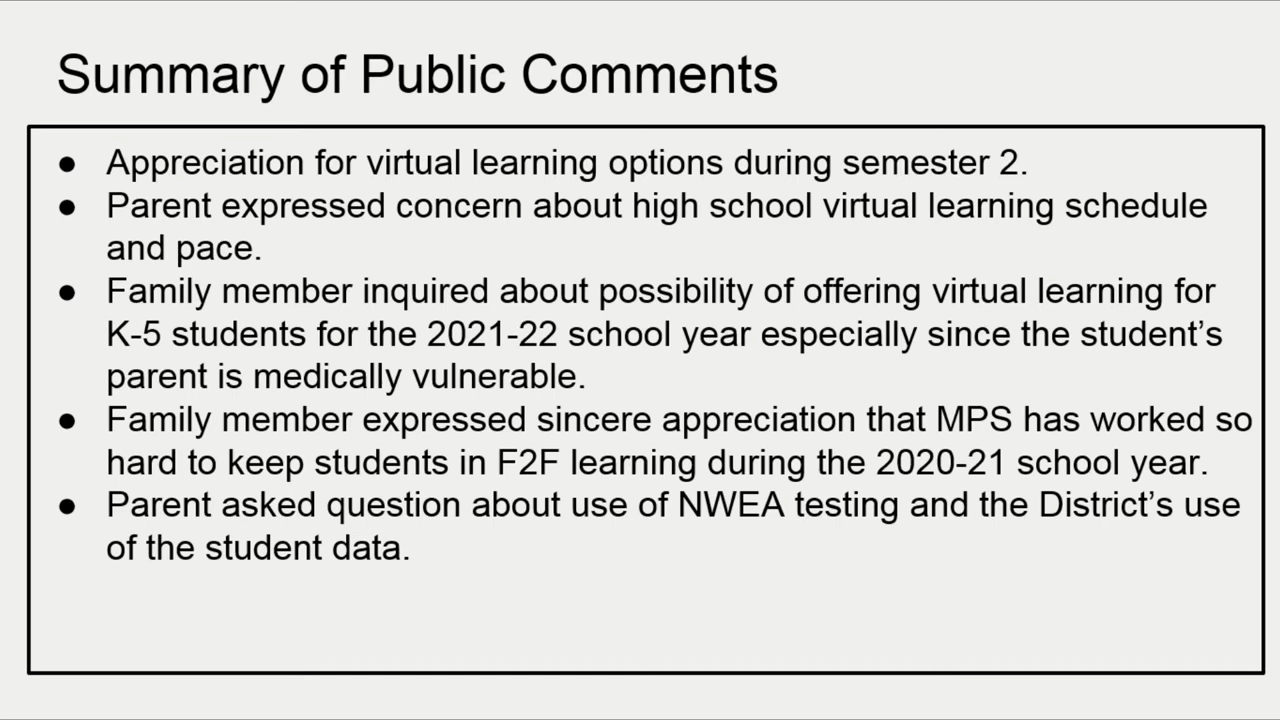 Summary of Public Comments
● Appreciation for virtual learning options during semester 2.
● Parent expressed concern about high school virtual learning schedule
and pace.
● Family member inquired about possibility of offering virtual learning for
K-5 students for the 2021-22 school year especially since the student’s
parent is medically vulnerable.
● Family member expressed sincere appreciation that MPS has worked so
hard to keep students in F2F learning during the 2020-21 school year.
● Parent asked question about use of NWEA testing and the District’s use
of the student data.